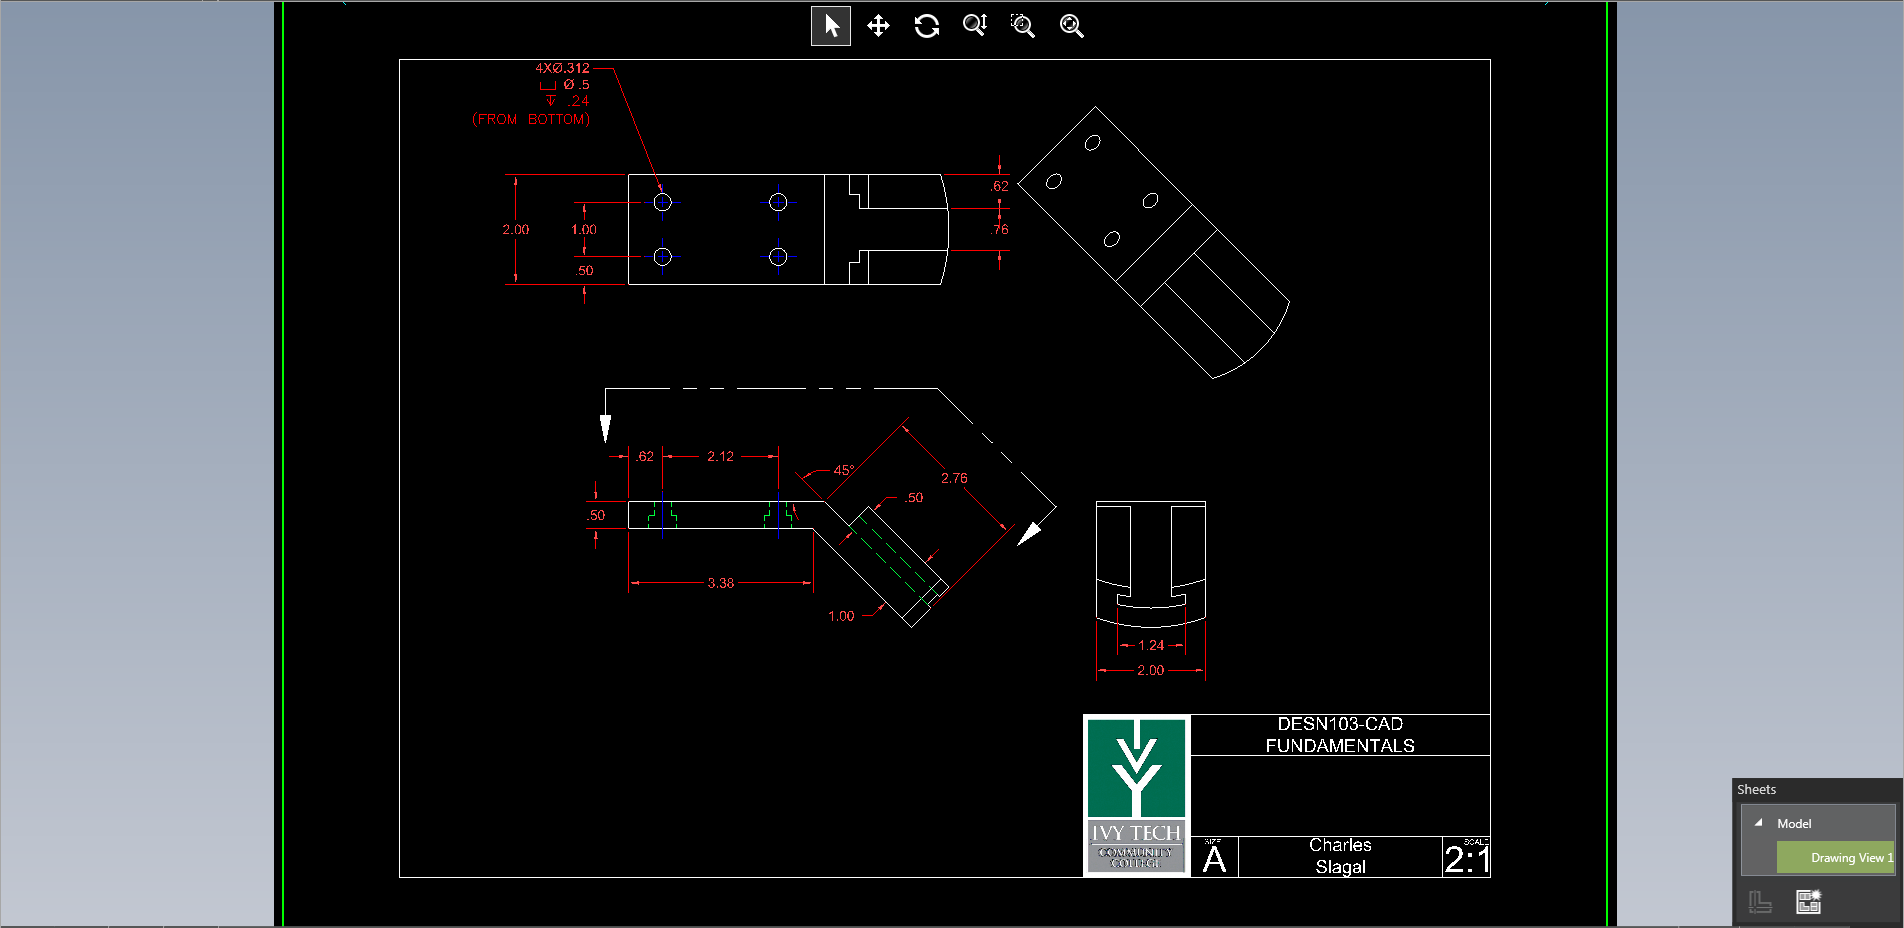 4XØ.312
Ø .5
.24
(FROM BOTTOM)
.62
2.00
1.00
.76
.50
.62
2.12
45°
2.76
.50
.50
3.38
1.00
1.24
2.00
DESN103-CAD
FUNDAMENTALS
IVY TECH
COMMUNITY
COLLEGE
SIZE
A
Charles
Slagal
SCALE
2:1
Sheets
Model
Drawing View 1